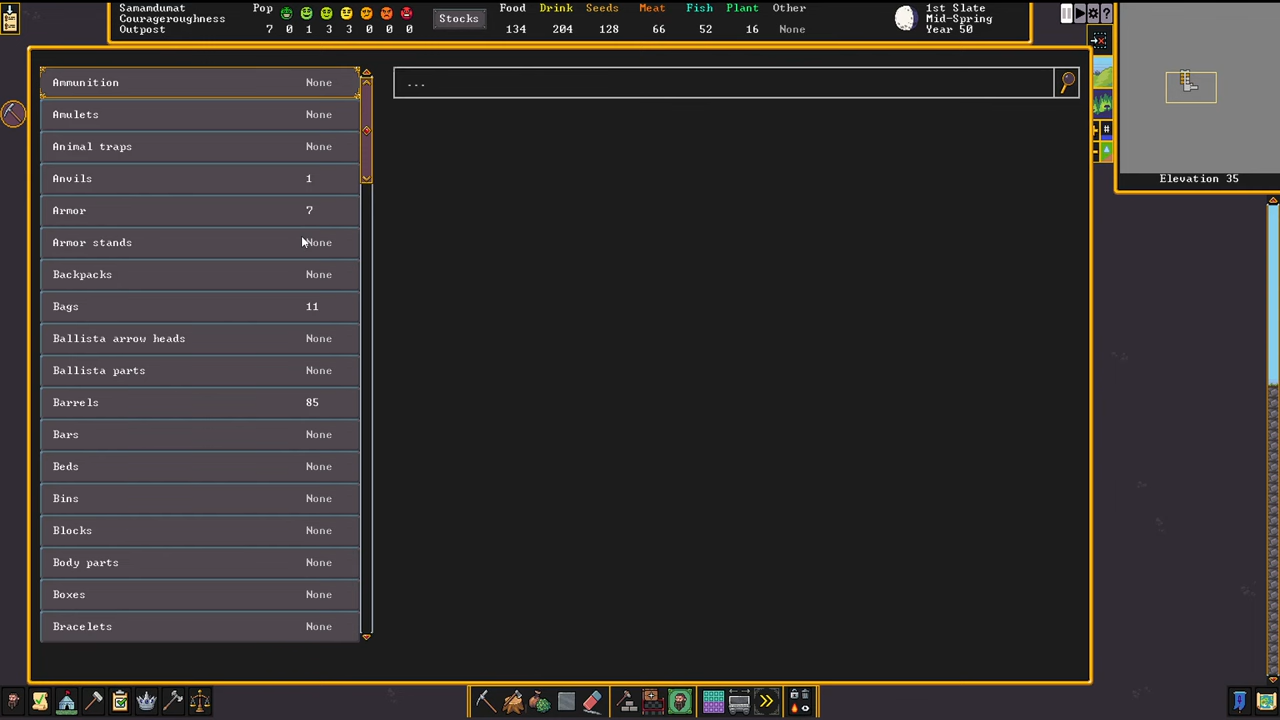 Samandumat
Courageroughness
Outpost
Pop
7 0 1 3 3 0 0 0
Stocks
Food Drink Seeds Meat Fish Plant Other
134 204 128 66 52 16 None
1st Slate
Mid-Spring
Year 50
Elevation 35
...
Ammunition None
Amulets None
Animal traps None
Anvils 1
Armor 7
Armor stands None
Backpacks None
Bags 11
Ballista arrow heads None
Ballista parts None
Barrels 85
Bars None
Beds None
Bins None
Blocks None
Body parts None
Boxes None
Bracelets None